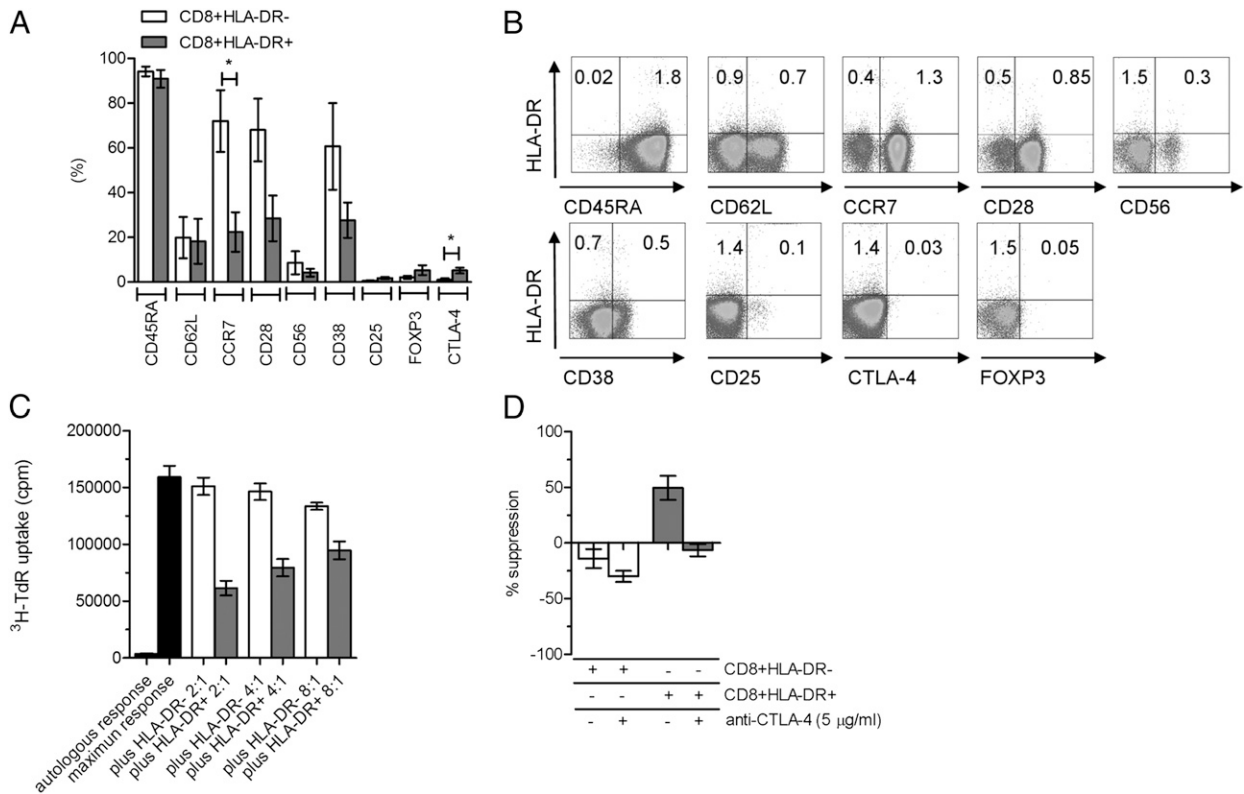 A
CD8+HLA-DR-
CD8+HLA-DR+
100
80
60
40
20
0
(%)
*
*
CD45RA
CD62L
CCR7
CD28
CD56
CD38
CD25
FOXP3
CTLA-4
B
HLA-DR
0.02 1.8
0.9 0.7
0.4 1.3
0.5 0.85
1.5 0.3
CD45RA
CD62L
CCR7
CD28
CD56
HLA-DR
0.7 0.5
1.4 0.1
1.4 0.03
1.5 0.05
CD38
CD25
CTLA-4
FOXP3
C
200000
150000
100000
50000
0
³H-TdR uptake (cpm)
autologous response
maximun response
plus HLA-DR- 2:1
plus HLA-DR+ 2:1
plus HLA-DR- 4:1
plus HLA-DR+ 4:1
plus HLA-DR- 8:1
plus HLA-DR+ 8:1
D
100
50
0
-50
-100
% suppression
+ + - - CD8+HLA-DR-
- - + + CD8+HLA-DR+
- + - + anti-CTLA-4 (5 μg/ml)